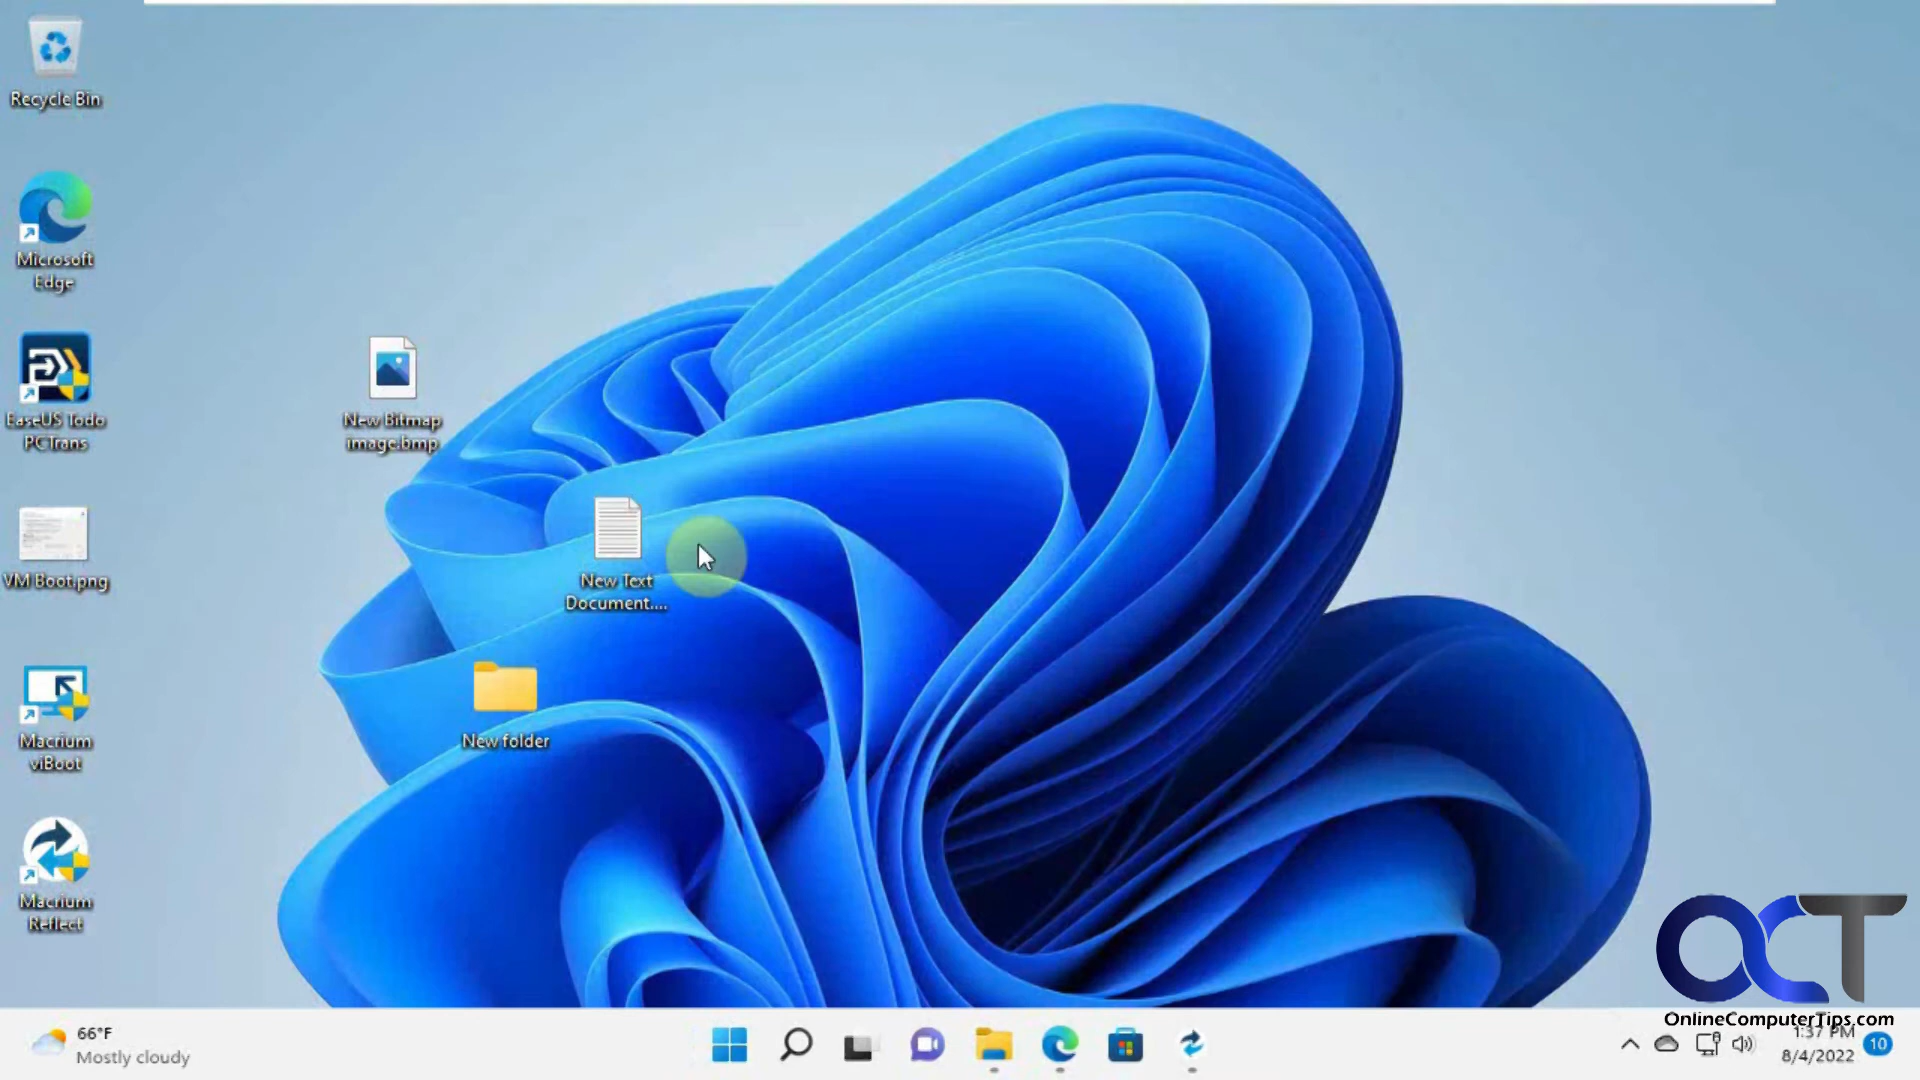 Recycle Bin
Microsoft
Edge
EaseUS Todo
PCTrans
VM Boot.png
Macrium
viBoot
Macrium
Reflect
New Bitmap
image.bmp
New Text
Document....
New folder
OCT
OnlineComputerTips.com
66°F
Mostly cloudy
1:37 PM
8/4/2022
10